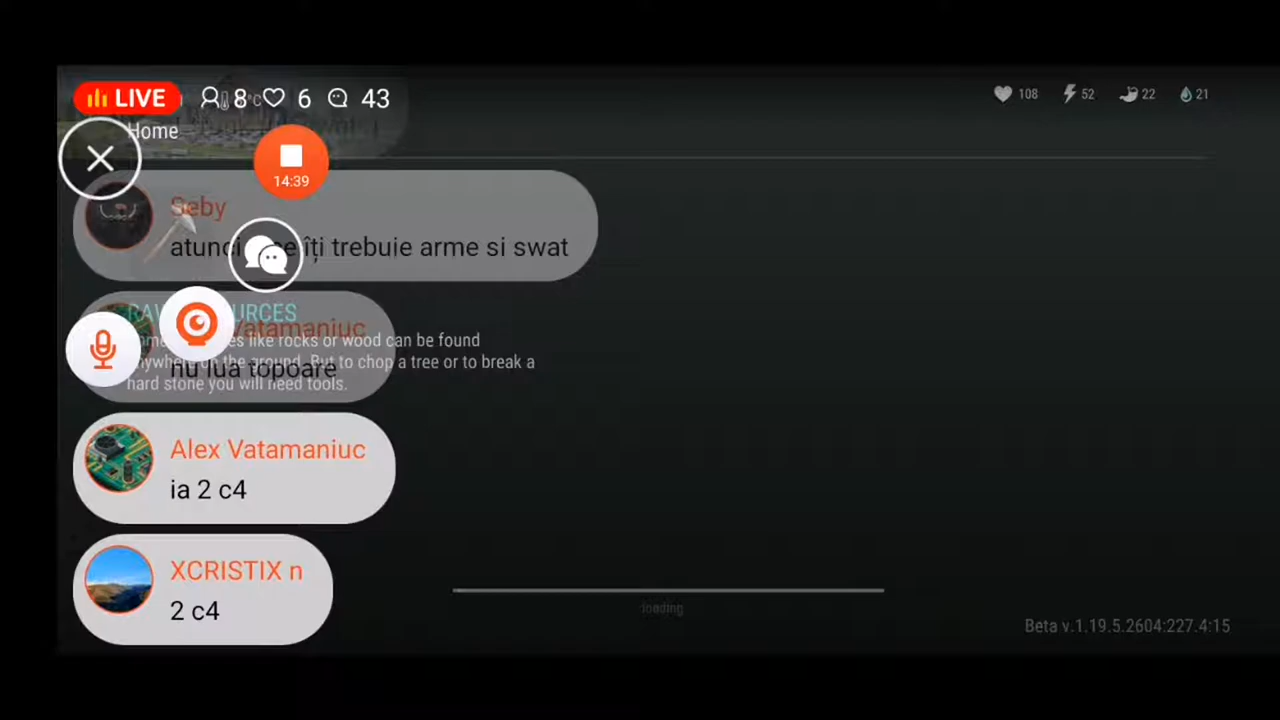 LIVE 8 6 43
108 52 22 21
Home
14:39
Seby
atunci îți trebuie arme si swat
Vatamaniuc
nu lua topoare
like rocks or wood can be found
the ground. But to chop a tree or to break a
hard stone you will need tools.
Alex Vatamaniuc
ia 2 c4
XCRISTIX n
2 c4
loading
Beta v.1.19.5.2604:227.4:15